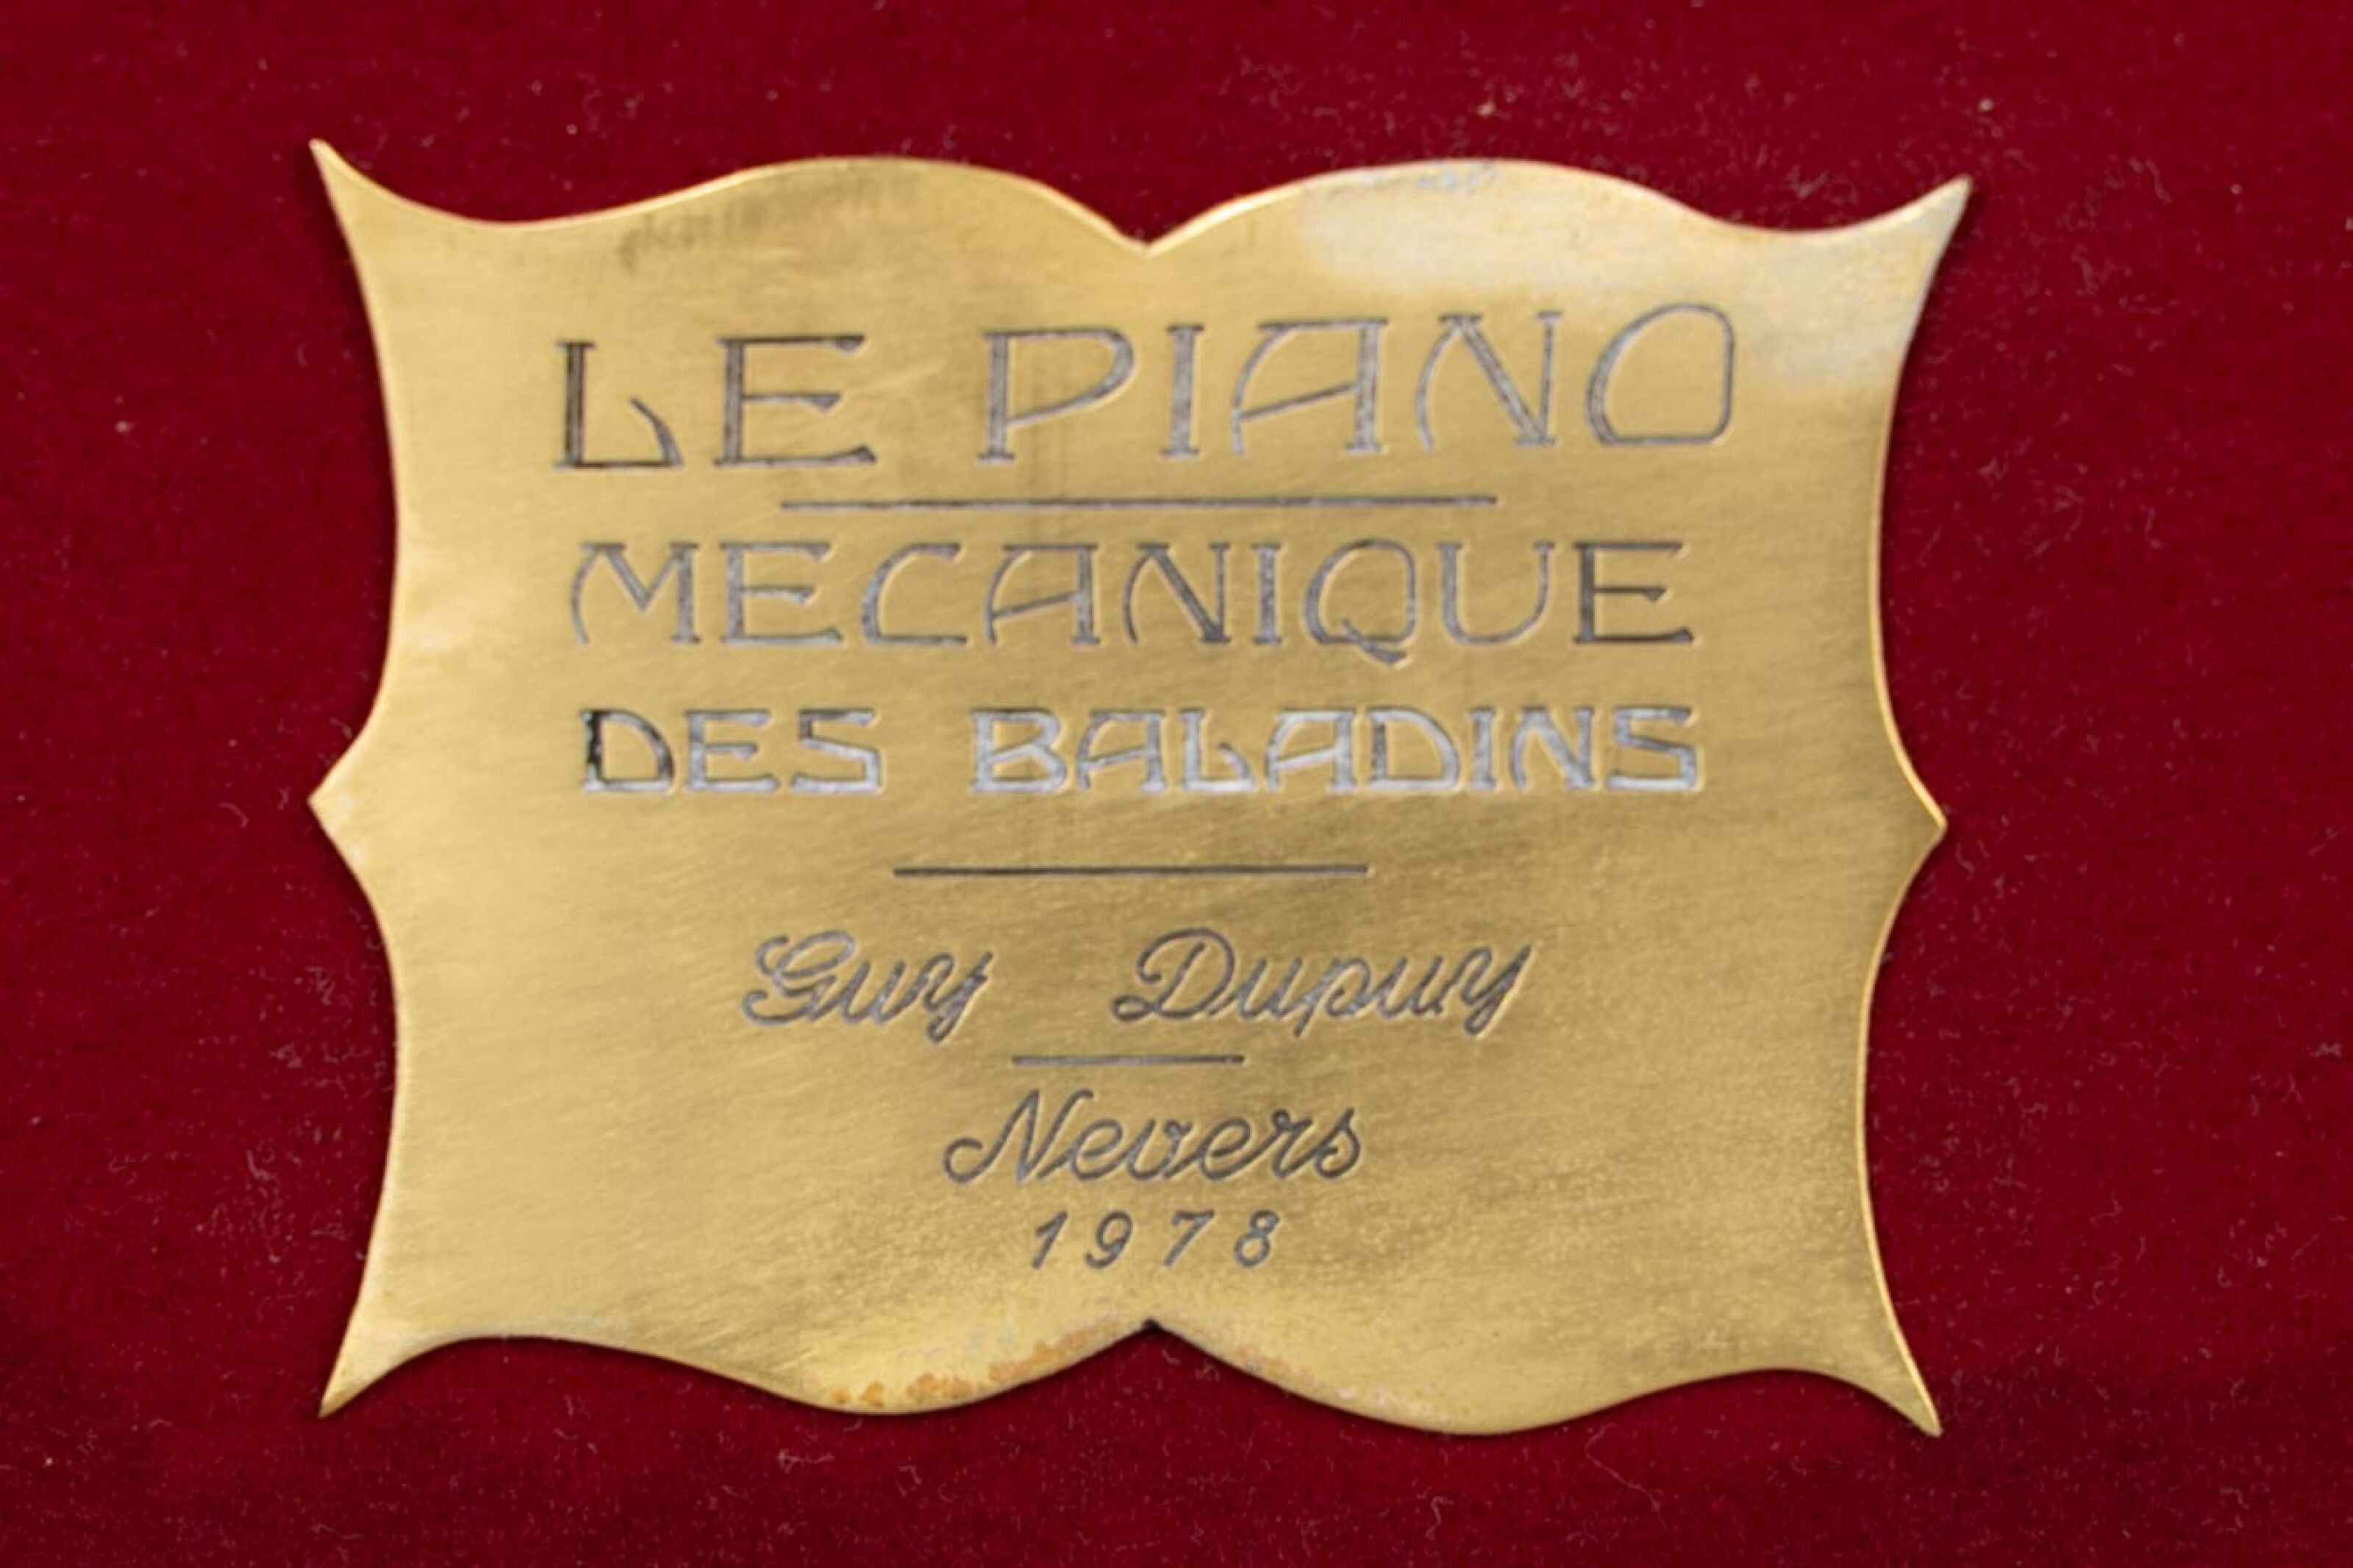 LE PIANO
MECANIQUE
DES BALADINS
Guy Dupuy
Nevers
1978